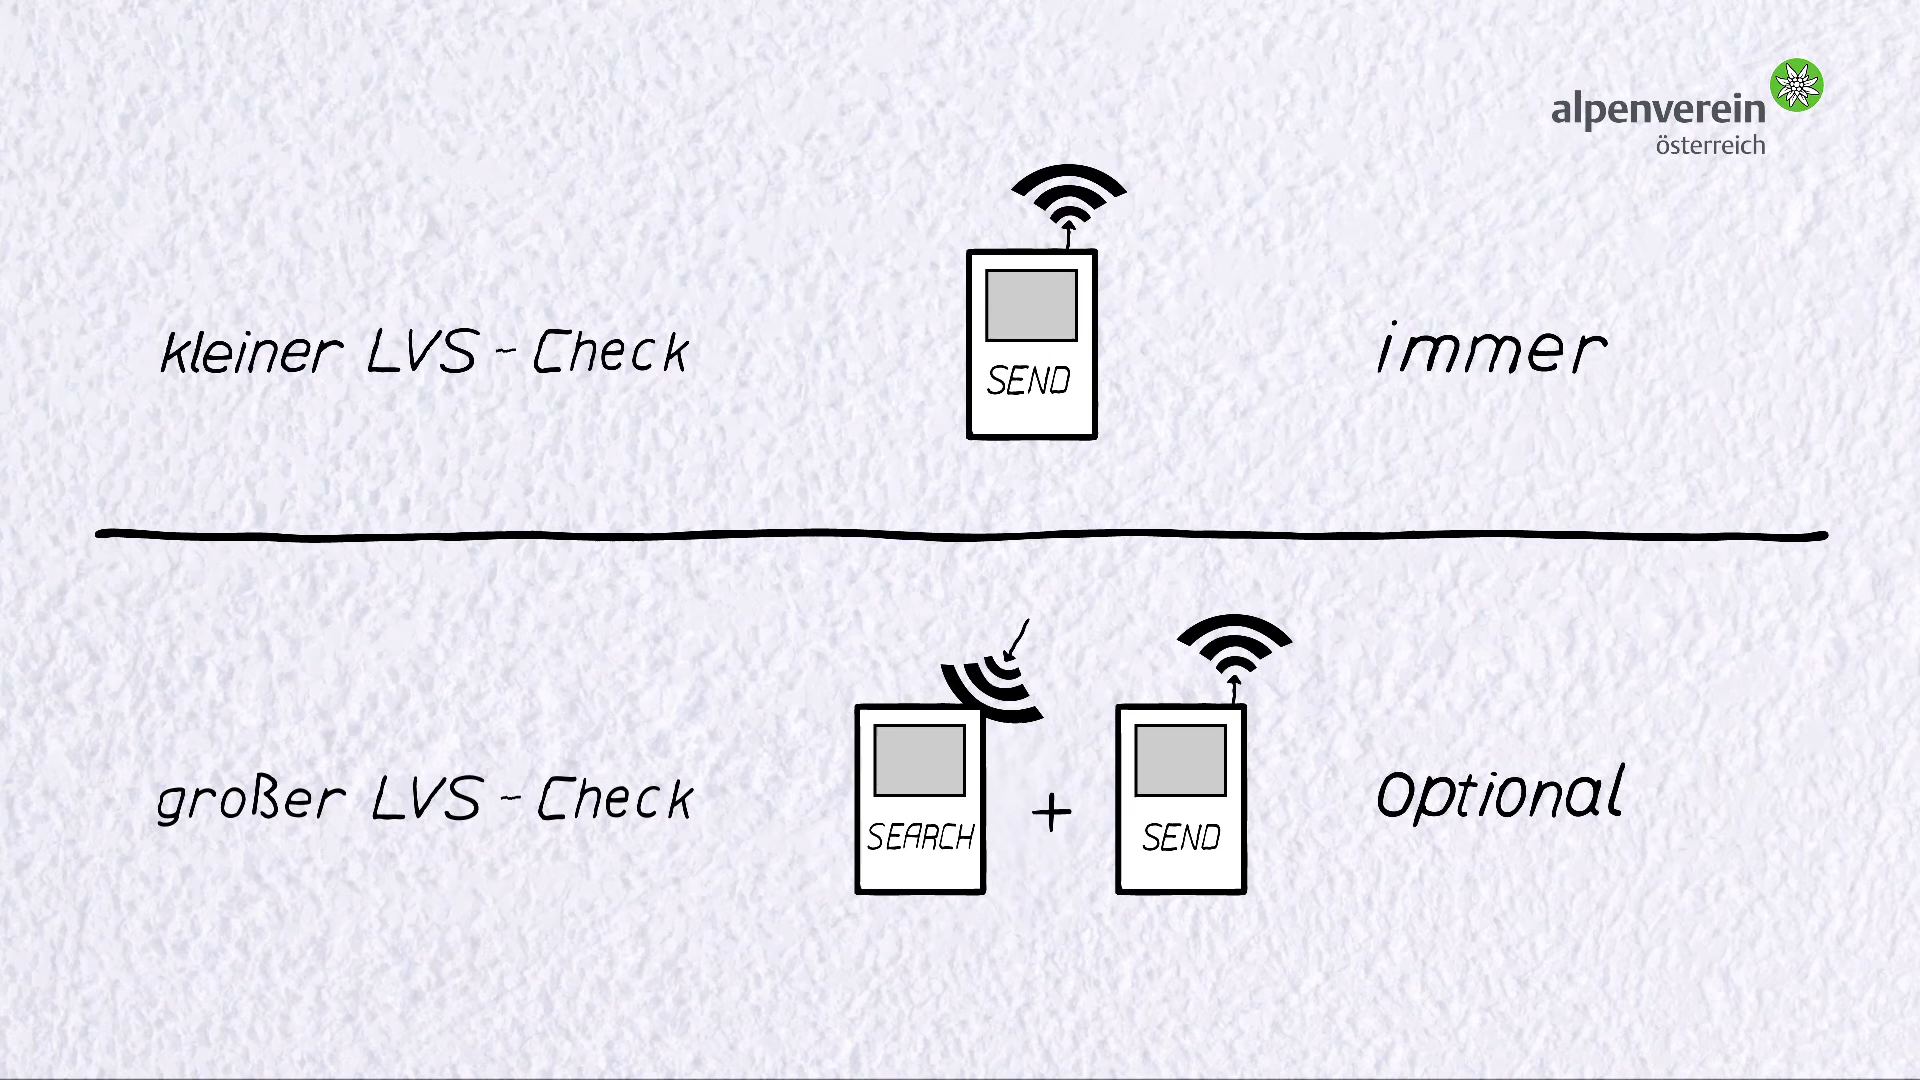 alpenverein
österreich
kleiner LVS - Check
SEND
immer
großer LVS - Check
SEARCH
+
SEND
optional